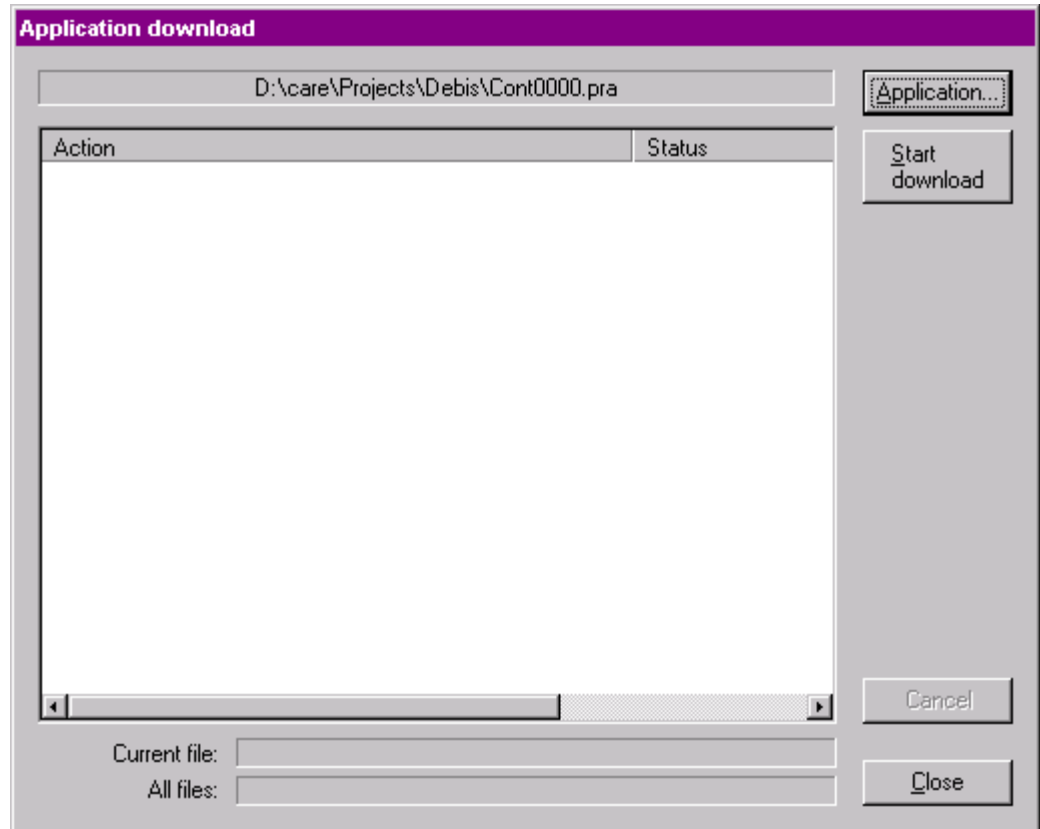 Application download
D:\care\Projects\Debis\Cont0000.pra
Application...
Action Status
Start
download
Cancel
Current file:
All files:
Close